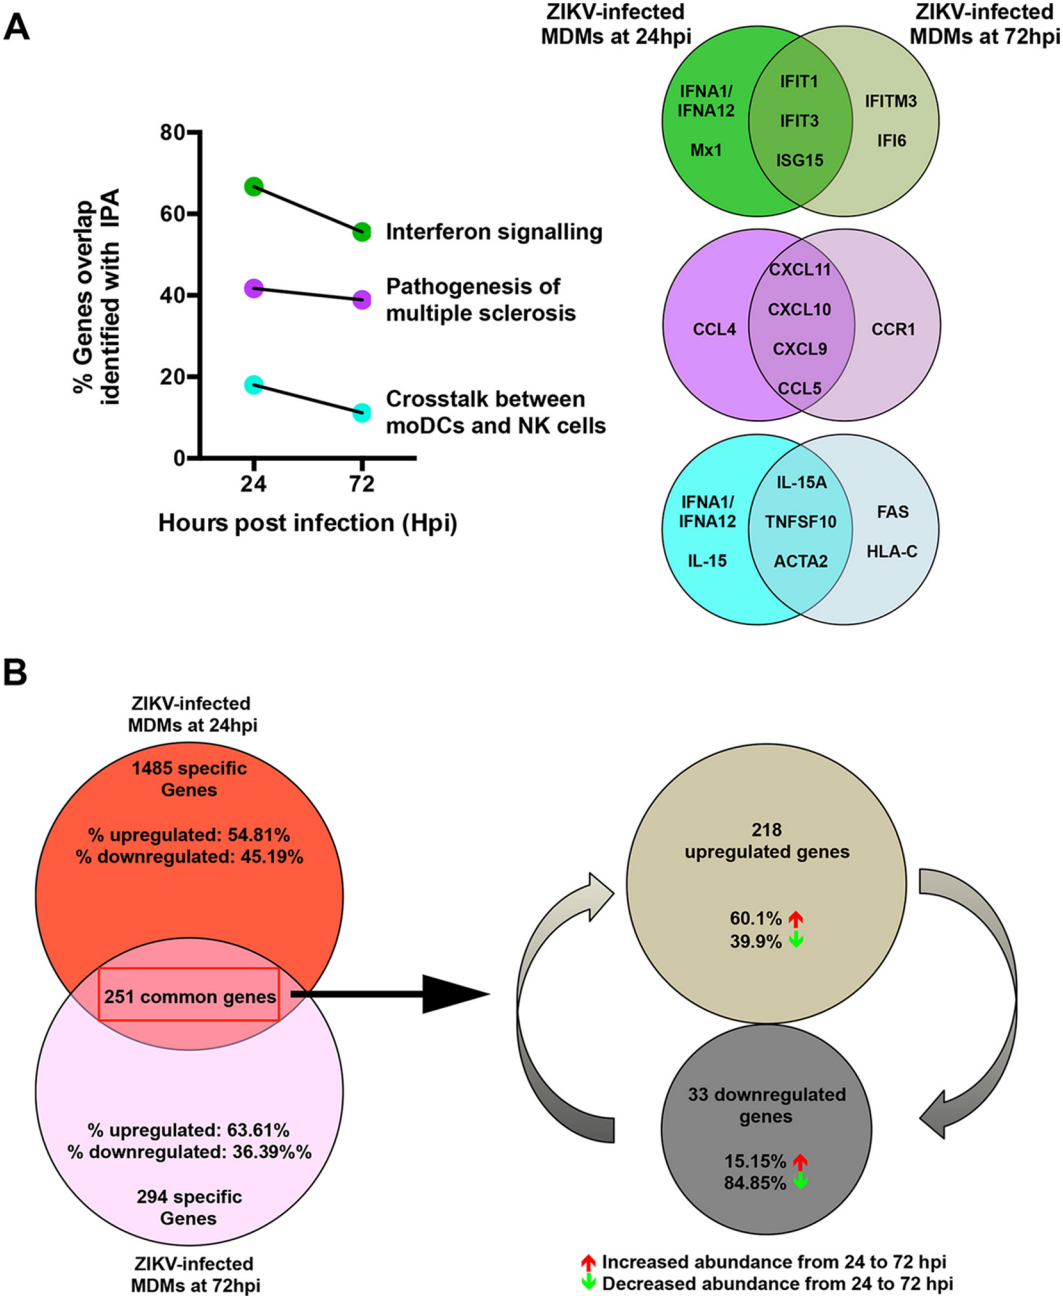 A
ZIKV-infected
MDMs at 24hpi
ZIKV-infected
MDMs at 72hpi
% Genes overlap
identified with IPA
80
60
40
20
0
24
72
Hours post infection (Hpi)
Interferon signalling
Pathogenesis of
multiple sclerosis
Crosstalk between
moDCs and NK cells
IFNA1/
IFNA12
Mx1
IFIT1
IFIT3
ISG15
IFITM3
IFI6
CCL4
CXCL11
CXCL10
CXCL9
CCL5
CCR1
IFNA1/
IFNA12
IL-15
IL-15A
TNFSF10
ACTA2
FAS
HLA-C
B
ZIKV-infected
MDMs at 24hpi
1485 specific
Genes
% upregulated: 54.81%
% downregulated: 45.19%
251 common genes
% upregulated: 63.61%
% downregulated: 36.39%%
294 specific
Genes
ZIKV-infected
MDMs at 72hpi
218
upregulated genes
60.1%
39.9%
33 downregulated
genes
15.15%
84.85%
Increased abundance from 24 to 72 hpi
Decreased abundance from 24 to 72 hpi